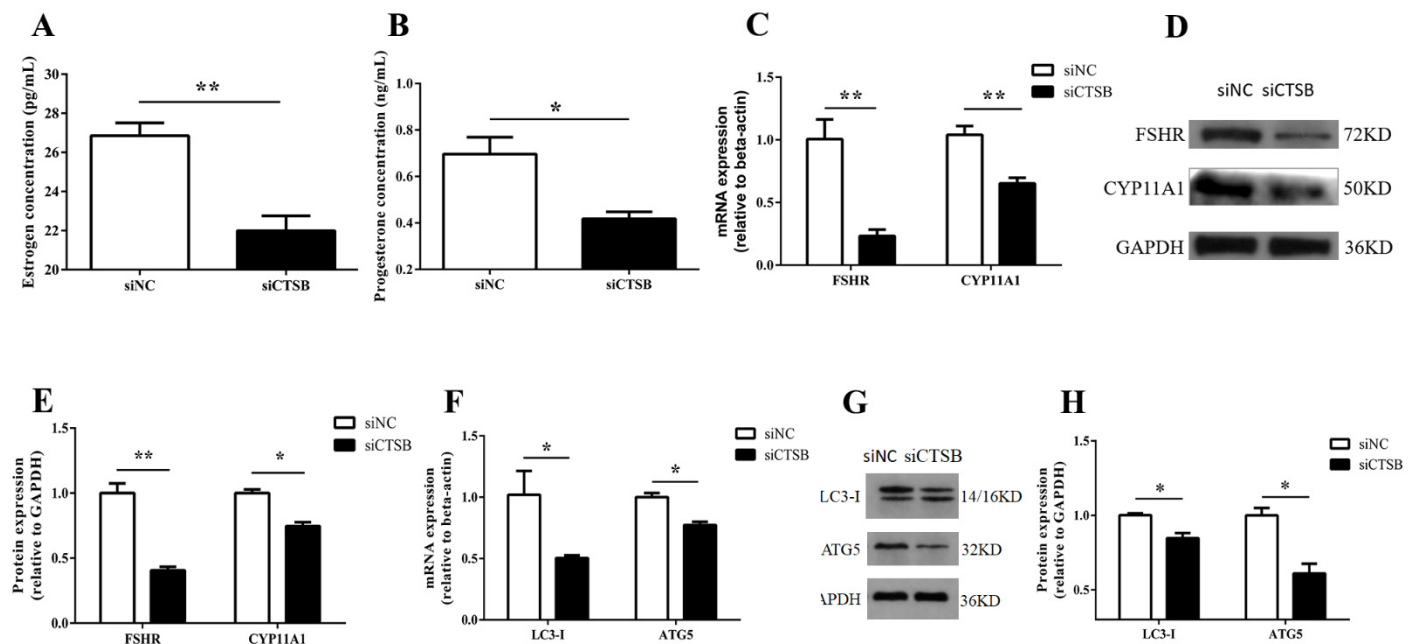 A
Estrogen concentration (pg/mL)
30
28
26
24
22
20
**
siNC
siCTSB
B
Progesterone concentration (ng/mL)
1.0
0.8
0.6
0.4
0.2
*
siNC
siCTSB
C
mRNA expression
(relative to beta-actin)
1.5
1.0
0.5
0.0
** **
siNC
siCTSB
FSHR
CYP11A1
D
siNC siCTSB
FSHR 72KD
CYP11A1 50KD
GAPDH 36KD
E
Protein expression
(relative to GAPDH)
1.5
1.0
0.5
0.0
** *
siNC
siCTSB
FSHR
CYP11A1
F
mRNA expression
(relative to beta-actin)
1.5
1.0
0.5
0.0
* *
siNC
siCTSB
LC3-I
ATG5
G
siNC siCTSB
LC3-I 14/16KD
ATG5 32KD
APDH 36KD
H
Protein expression
(relative to GAPDH)
1.5
1.0
0.5
* *
siNC
siCTSB
LC3-I
ATG5